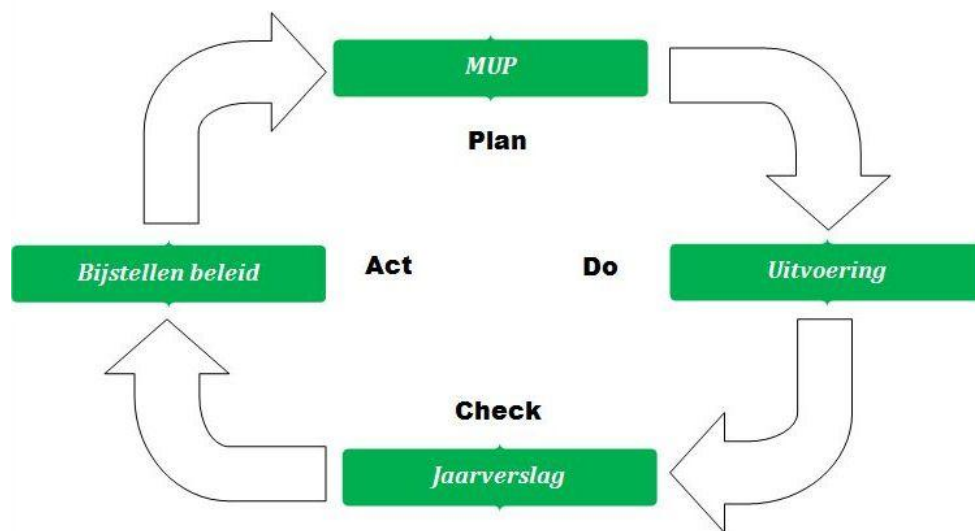 MUP
Plan
Bijstellen beleid
Act
Do
Uitvoering
Check
Jaarverslag